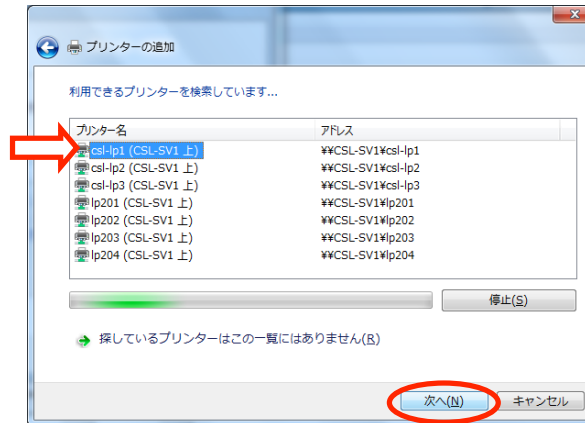 プリンターの追加
利用できるプリンターを検索しています...
プリンター名 アドレス
csl-lp1 (CSL-SV1 上) ¥¥CSL-SV1¥csl-lp1
csl-lp2 (CSL-SV1 上) ¥¥CSL-SV1¥csl-lp2
csl-lp3 (CSL-SV1 上) ¥¥CSL-SV1¥csl-lp3
lp201 (CSL-SV1 上) ¥¥CSL-SV1¥lp201
lp202 (CSL-SV1 上) ¥¥CSL-SV1¥lp202
lp203 (CSL-SV1 上) ¥¥CSL-SV1¥lp203
lp204 (CSL-SV1 上) ¥¥CSL-SV1¥lp204
停止(S)
探しているプリンターはこの一覧にはありません(R)
次へ(N) キャンセル